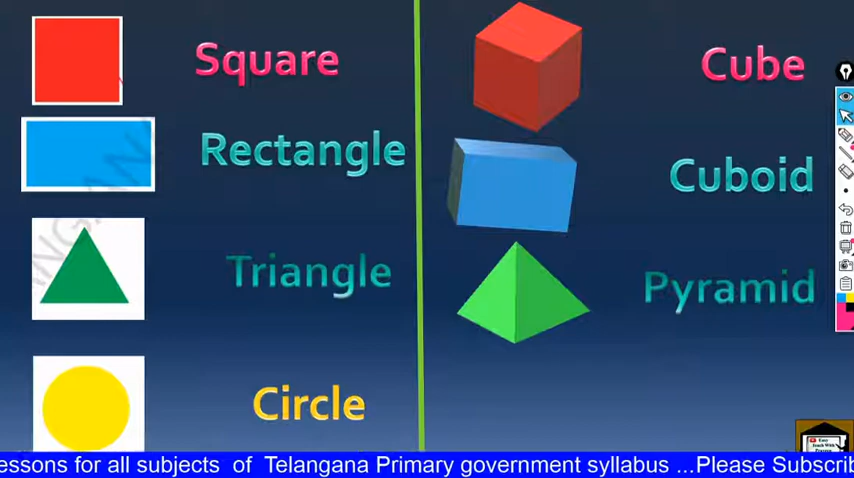 Square
Rectangle
Triangle
Circle
Cube
Cuboid
Pyramid
essons for all subjects of Telangana Primary government syllabus ...Please Subscrib